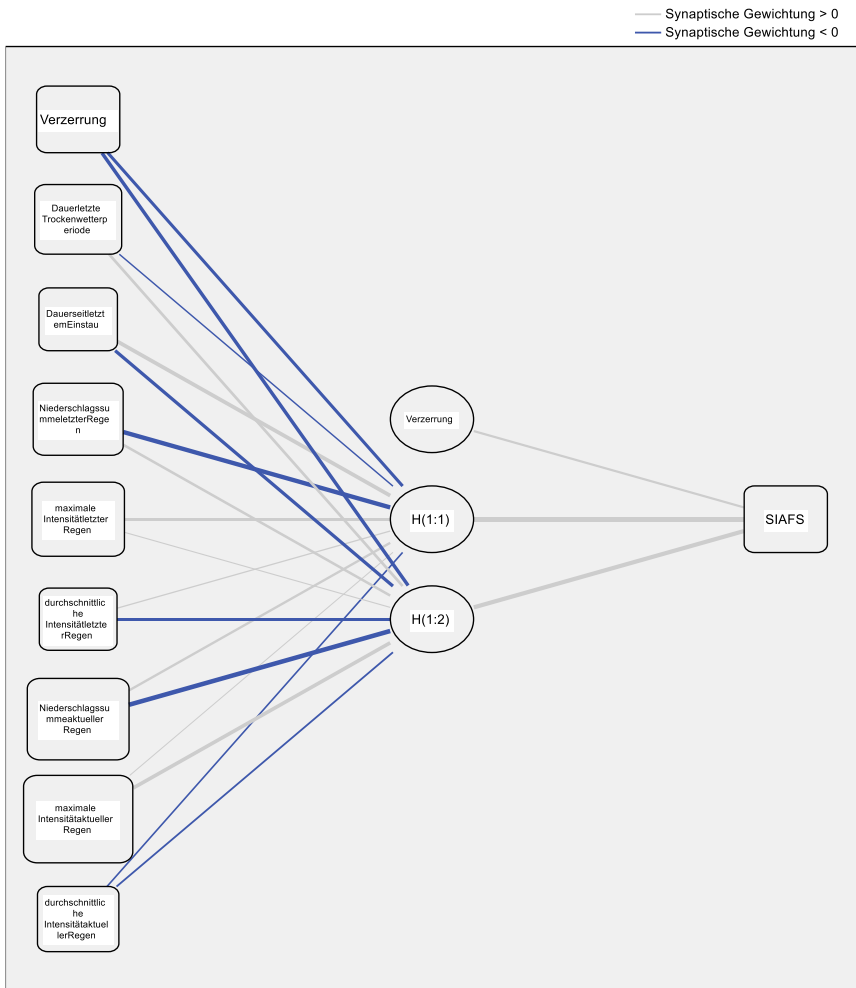 Synaptische Gewichtung > 0
Synaptische Gewichtung < 0
Verzerrung
Dauerletzte
Trockenwetterp
eriode
Dauerseitletzt
emEinstau
Niederschlagssu
mmeletzterRege
n
maximale
Intensitätletzter
Regen
durchschnittlic
he
Intensitätletzte
rRegen
Niederschlagssu
mmeaktueller
Regen
maximale
Intensitätaktueller
Regen
durchschnittlic
he
Intensitätaktuel
lerRegen
Verzerrung
H(1:1)
H(1:2)
SIAFS